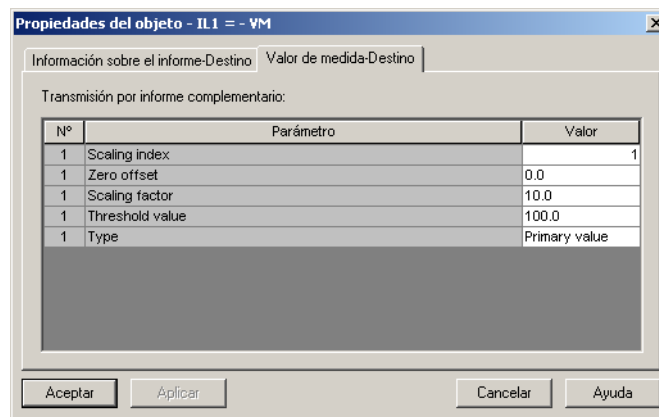 Propiedades del objeto - IL1 = - VM
Información sobre el informe-Destino Valor de medida-Destino
Transmisión por informe complementario:
Nº Parámetro Valor
1 Scaling index 1
1 Zero offset 0.0
1 Scaling factor 10.0
1 Threshold value 100.0
1 Type Primary value
Aceptar Aplicar Cancelar Ayuda